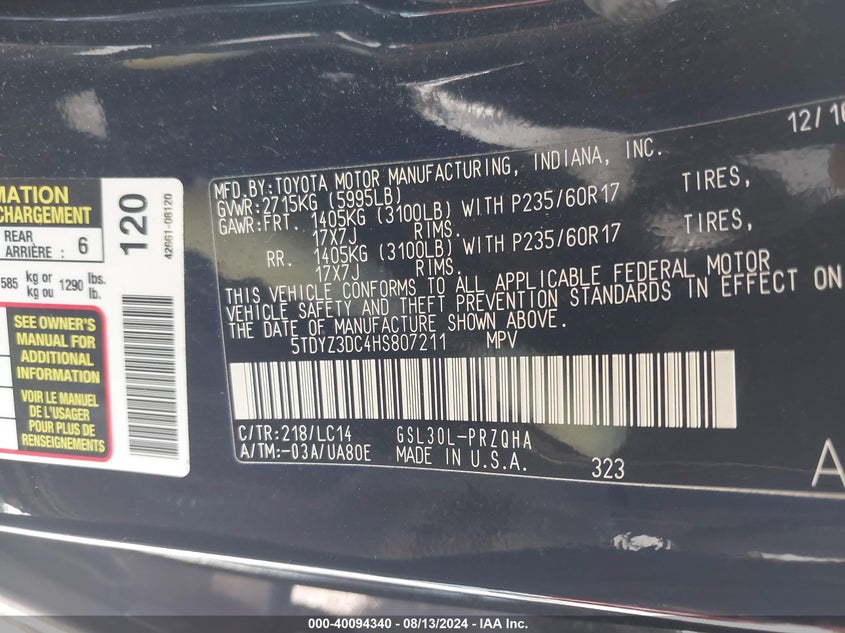 MATION
CHARGEMENT
REAR
ARRIÈRE : 6
585 kg or kg ou 1290 lbs. lb.
SEE OWNER'S
MANUAL FOR
ADDITIONAL
INFORMATION
VOIR LE MANUEL
DE L'USAGER
POUR PLUS DE
RENSEIGNEMENTS
120
42661-08120
12/16
MFD.BY:TOYOTA MOTOR MANUFACTURING, INDIANA, INC.
GVWR:2715KG (5995LB)
GAWR:FRT. 1405KG (3100LB) WITH P235/60R17 TIRES,
17X7J RIMS.
RR. 1405KG (3100LB) WITH P235/60R17 TIRES,
17X7J RIMS.
THIS VEHICLE CONFORMS TO ALL APPLICABLE FEDERAL MOTOR
VEHICLE SAFETY AND THEFT PREVENTION STANDARDS IN EFFECT ON
THE DATE OF MANUFACTURE SHOWN ABOVE.
5TDYZ3DC4HS807211 MPV
C/TR:218/LC14 GSL30L-PRZQHA
A/TM:-03A/UA80E MADE IN U.S.A.
323
A
000-40094340 - 08/13/2024 - IAA Inc.